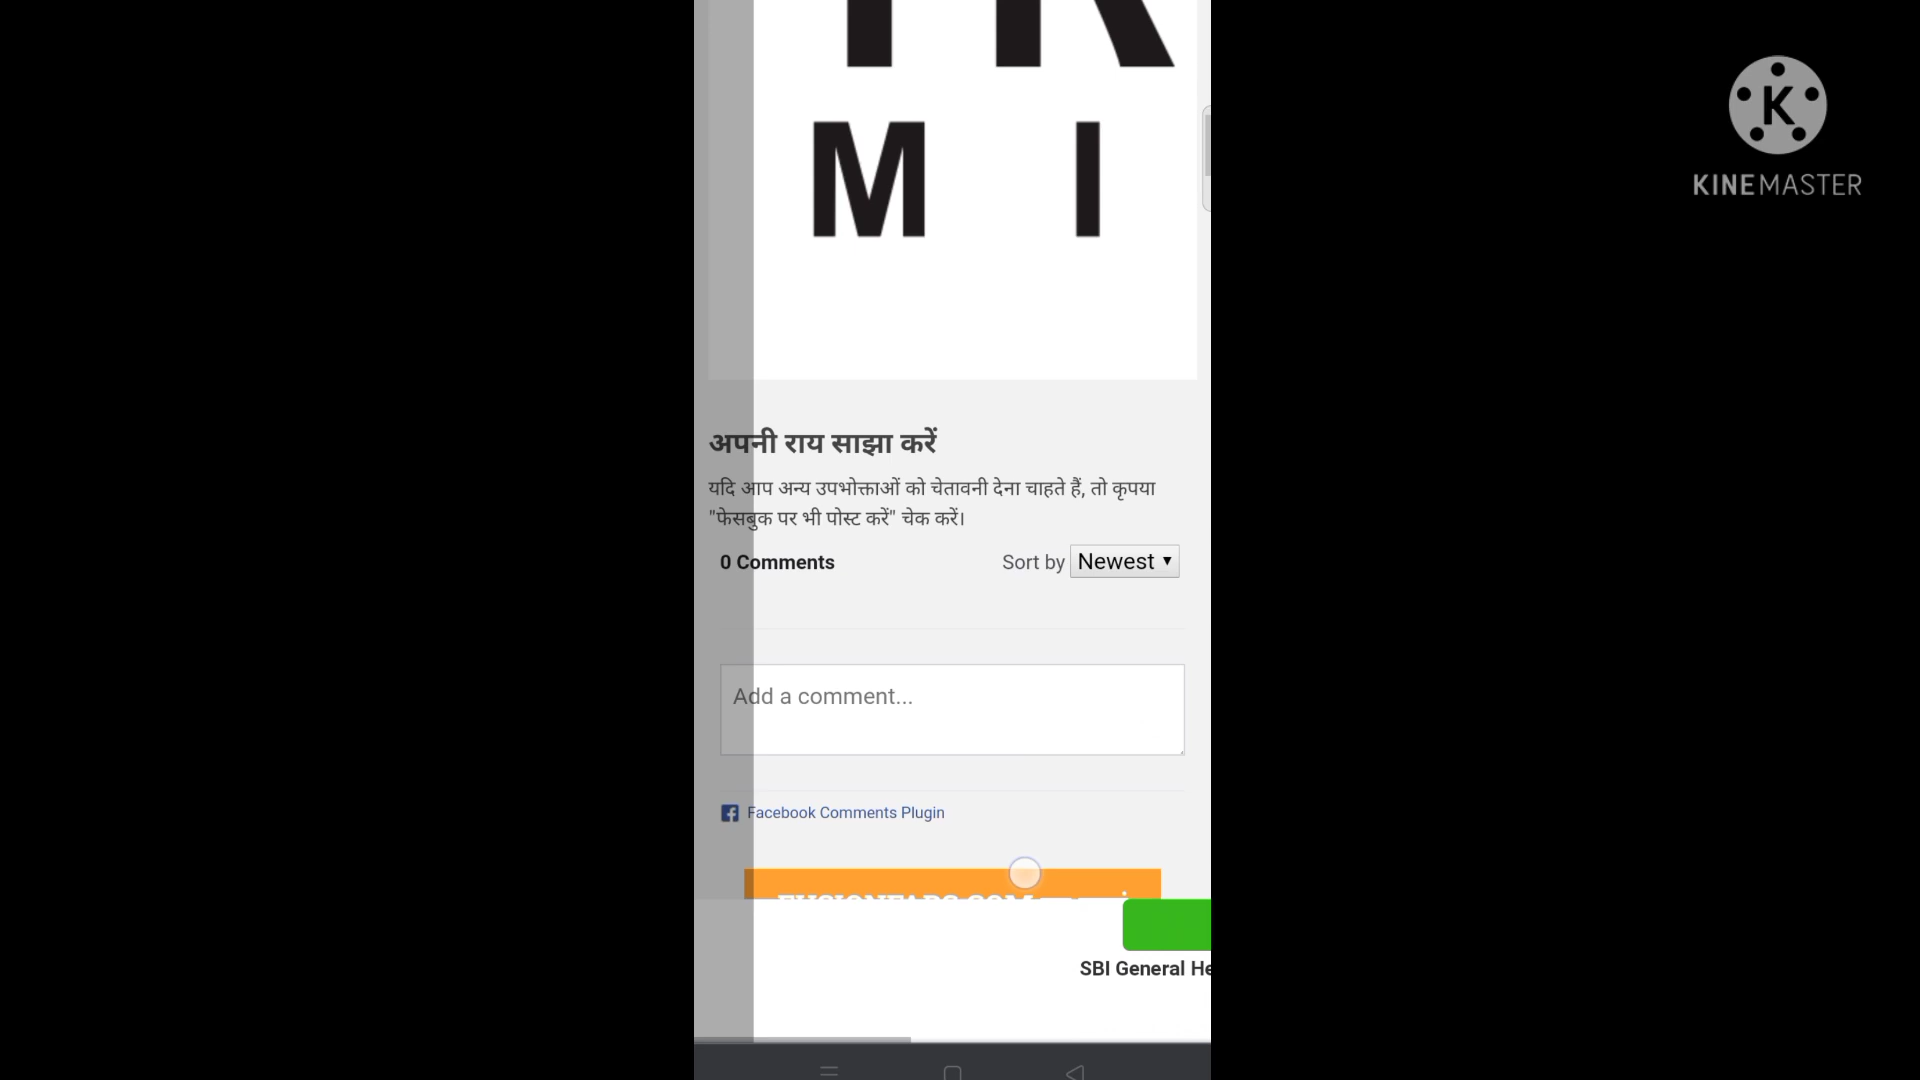 M I
KINEMASTER
अपनी राय साझा करें
यदि आप अन्य उपभोक्ताओं को चेतावनी देना चाहते हैं, तो कृपया
"फेसबुक पर भी पोस्ट करें" चेक करें।
0 Comments Sort by Newest
Add a comment...
Facebook Comments Plugin
SBI General He